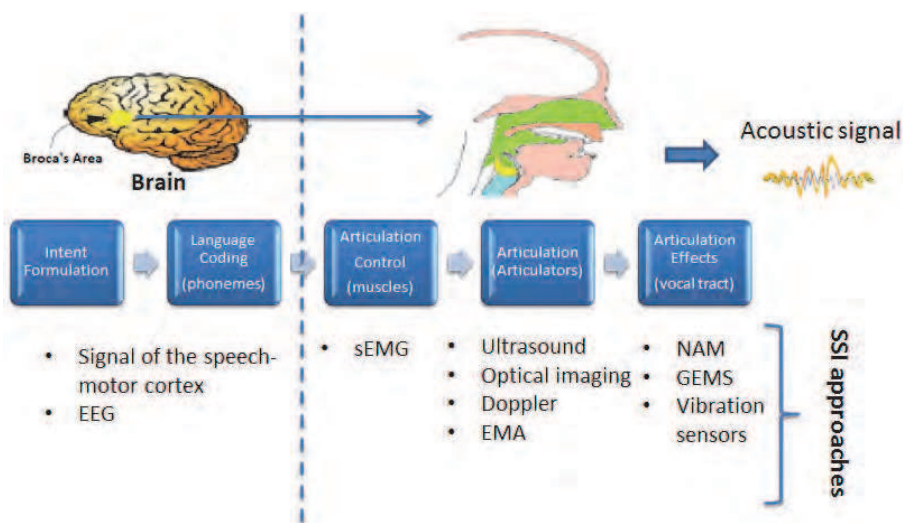 Broca's Area
Brain
Acoustic signal
Intent
Formulation
Language
Coding
(phonemes)
Articulation
Control
(muscles)
Articulation
(Articulators)
Articulation
Effects
(vocal tract)
• Signal of the speech-
motor cortex
• EEG
• sEMG
• Ultrasound
• Optical imaging
• Doppler
• EMA
• NAM
• GEMS
• Vibration
sensors
SSI approaches